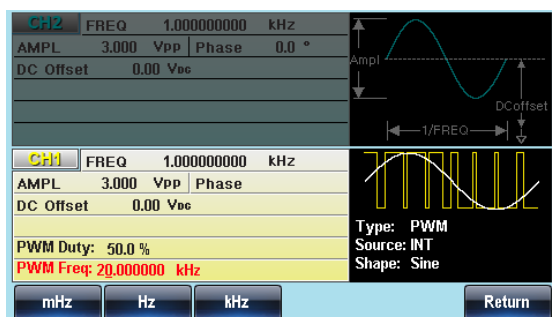 CH2 FREQ 1.000000000 kHz
AMPL 3.000 Vpp Phase 0.0 °
DC Offset 0.00 VDC
Ampl
DCoffset
1/FREQ
CH1 FREQ 1.000000000 kHz
AMPL 3.000 Vpp Phase
DC Offset 0.00 VDC
PWM Duty: 50.0 %
PWM Freq: 20.000000 kHz
Type: PWM
Source: INT
Shape: Sine
mHz Hz kHz Return